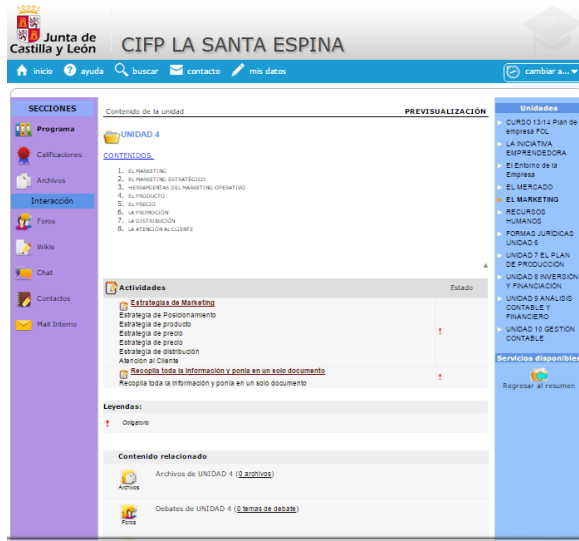 Junta de
Castilla y León
CIFP LA SANTA ESPINA
inicio
ayuda
buscar
contacto
mis datos
cambiar a...
SECCIONES
Programa
Calificaciones
Archivos
Interacción
Foros
Wikis
Chat
Contactos
Mail Interno
Contenido de la unidad
PREVISUALIZACIÓN
UNIDAD 4
CONTENIDOS
1. EL MARKETING
2. EL MARKETING ESTRATÉGICO
3. HERRAMIENTAS DEL MARKETING OPERATIVO
4. EL PRODUCTO
5. EL PRECIO
6. LA PROMOCIÓN
7. LA DISTRIBUCIÓN
8. LA ATENCIÓN AL CLIENTE
Actividades
Estado
Estrategias de Marketing
Estrategia de Posicionamiento
Estrategia de producto
Estrategia de precio
Estrategia de precio
Estrategia de distribución
Atención al Cliente
!
Recopila toda la información y ponla en un solo documento
Recopila toda la información y ponla en un solo documento
!
Leyendas:
! Obligatorio
Contenido relacionado
Archivos
Archivos de UNIDAD 4 (0 archivos)
Foros
Debates de UNIDAD 4 (0 temas de debate)
Unidades
CURSO 13/14 Plan de
empresa FOL
LA INICIATIVA
EMPRENDEDORA
El Entorno de la
Empresa
EL MERCADO
EL MARKETING
RECURSOS
HUMANOS
FORMAS JURÍDICAS
UNIDAD 6
UNIDAD 7 EL PLAN
DE PRODUCCIÓN
UNIDAD 8 INVERSIÓN
Y FINANCIACIÓN
UNIDAD 9 ANÁLISIS
CONTABLE Y
FINANCIERO
UNIDAD 10 GESTIÓN
CONTABLE
Servicios disponibles
Regresar al resumen